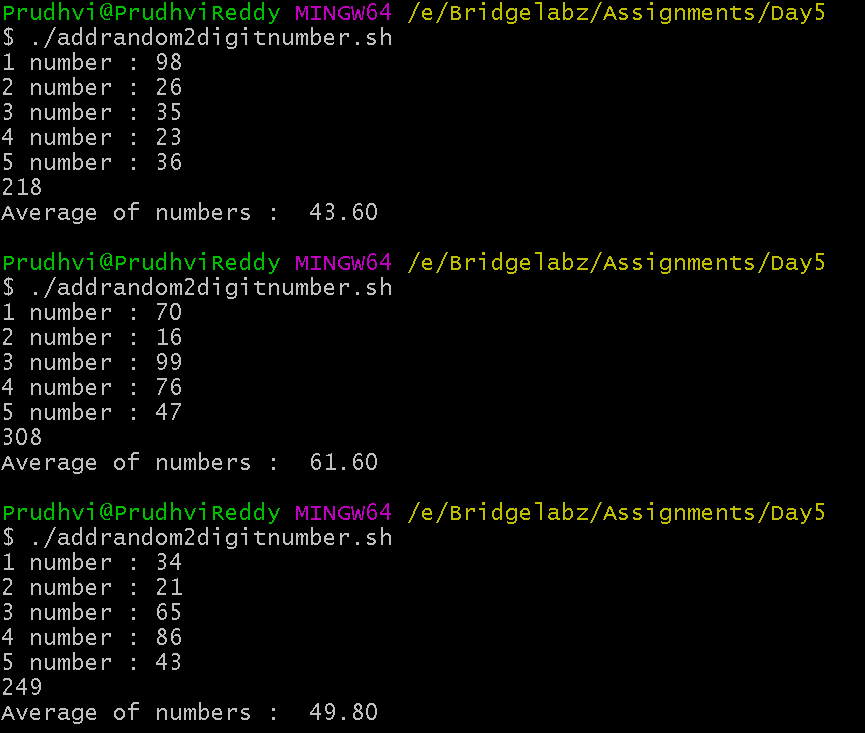 Prudhvi@PrudhviReddy MINGW64 /e/Bridgelabz/Assignments/Day5
$ ./addrandom2digitnumber.sh
1 number : 98
2 number : 26
3 number : 35
4 number : 23
5 number : 36
218
Average of numbers :  43.60

Prudhvi@PrudhviReddy MINGW64 /e/Bridgelabz/Assignments/Day5
$ ./addrandom2digitnumber.sh
1 number : 70
2 number : 16
3 number : 99
4 number : 76
5 number : 47
308
Average of numbers :  61.60

Prudhvi@PrudhviReddy MINGW64 /e/Bridgelabz/Assignments/Day5
$ ./addrandom2digitnumber.sh
1 number : 34
2 number : 21
3 number : 65
4 number : 86
5 number : 43
249
Average of numbers :  49.80